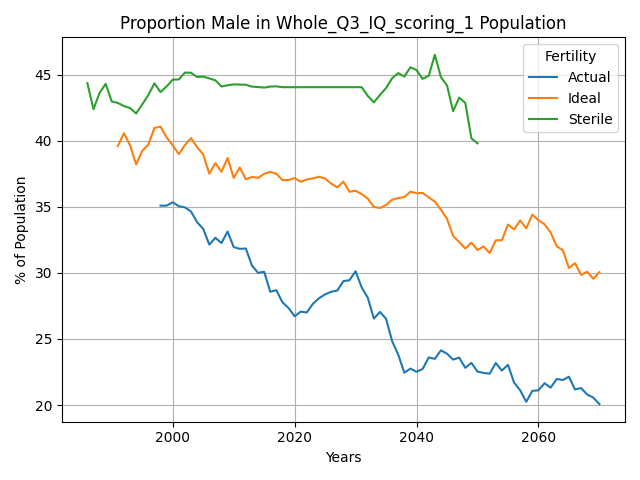 Proportion Male in Whole_Q3_IQ_scoring_1 Population
Fertility
Actual
Ideal
Sterile
% of Population
45
40
35
30
25
20
2000
2020
2040
2060
Years